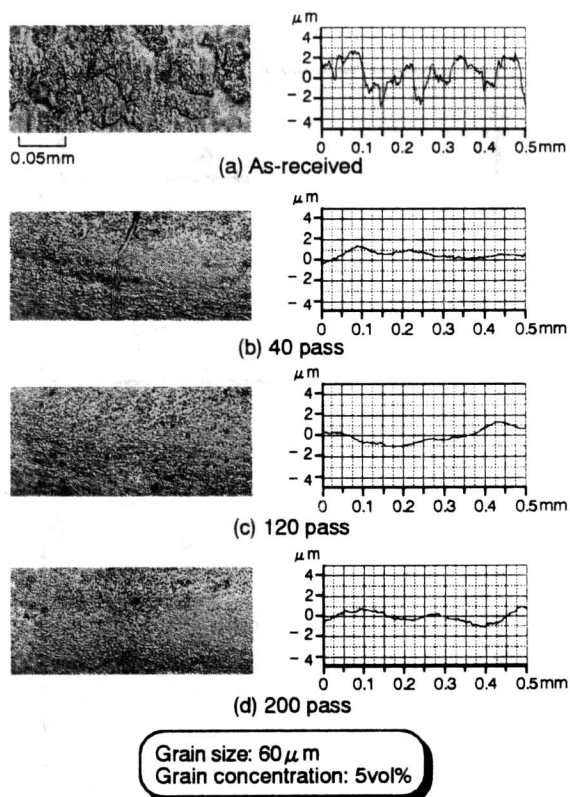 μm
4
2
0
－2
－4
0 0.1 0.2 0.3 0.4 0.5mm
0.05mm
(a) As-received
μm
4
2
0
－2
－4
0 0.1 0.2 0.3 0.4 0.5mm
(b) 40 pass
μm
4
2
0
－2
－4
0 0.1 0.2 0.3 0.4 0.5mm
(c) 120 pass
μm
4
2
0
－2
－4
0 0.1 0.2 0.3 0.4 0.5mm
(d) 200 pass
Grain size: 60μm
Grain concentration: 5vol%